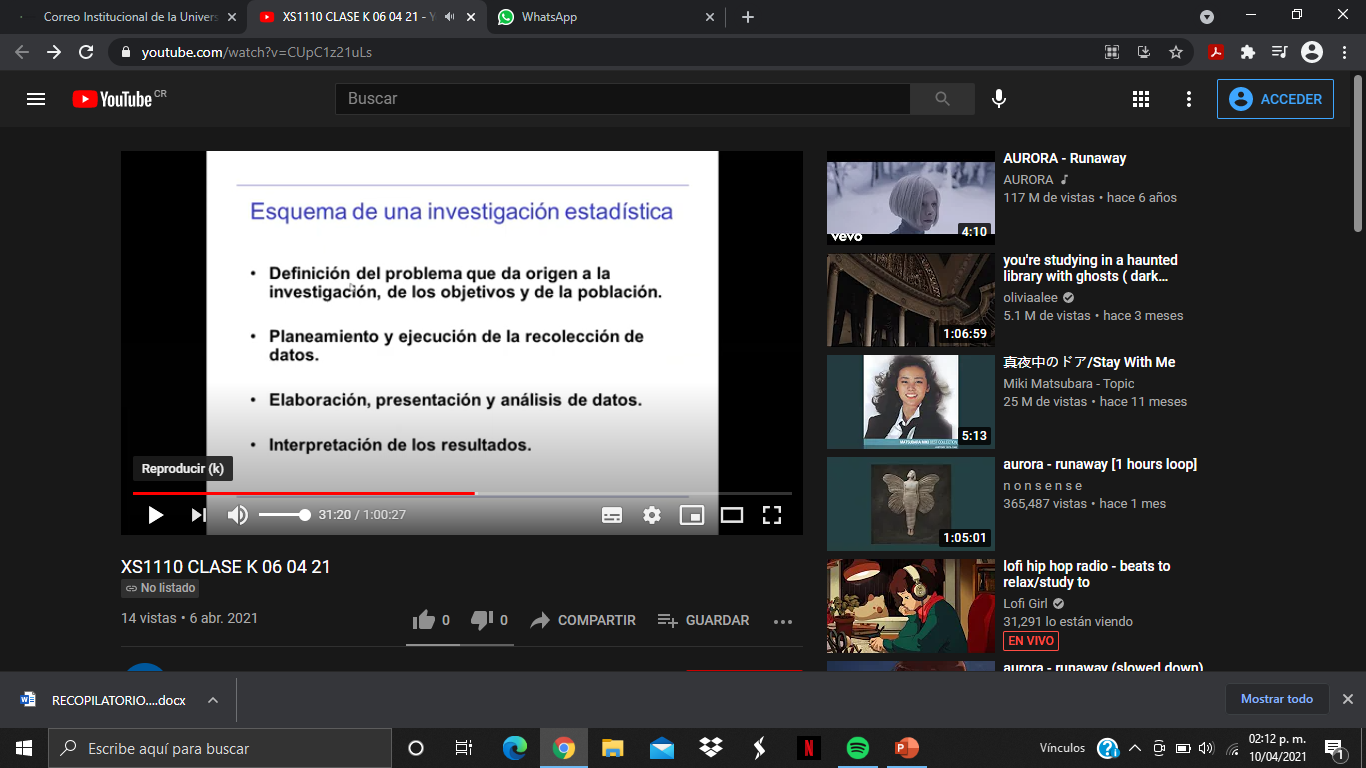 Correo Institucional de la Univers
XS1110 CLASE K 06 04 21 - Y
WhatsApp
youtube.com/watch?v=CUpC1z21uLs
YouTube CR
Buscar
ACCEDER
Esquema de una investigación estadística
• Definición del problema que da origen a la
investigación, de los objetivos y de la población.
• Planeamiento y ejecución de la recolección de
datos.
• Elaboración, presentación y análisis de datos.
• Interpretación de los resultados.
Reproducir (k)
31:20 / 1:00:27
XS1110 CLASE K 06 04 21
No listado
14 vistas • 6 abr. 2021
0
0
COMPARTIR
GUARDAR
vevo
4:10
AURORA - Runaway
AURORA
117 M de vistas • hace 6 años
1:06:59
you're studying in a haunted
library with ghosts ( dark...
oliviaalee
5.1 M de vistas • hace 3 meses
5:13
真夜中のドア/Stay With Me
Miki Matsubara - Topic
25 M de vistas • hace 11 meses
1:05:01
aurora - runaway [1 hours loop]
n o n s e n s e
365,487 vistas • hace 1 mes
lofi hip hop radio - beats to
relax/study to
Lofi Girl
31,291 lo están viendo
EN VIVO
aurora - runaway (slowed down)
RECOPILATORIO....docx
Mostrar todo
Escribe aquí para buscar
Vínculos
02:12 p. m.
10/04/2021
1